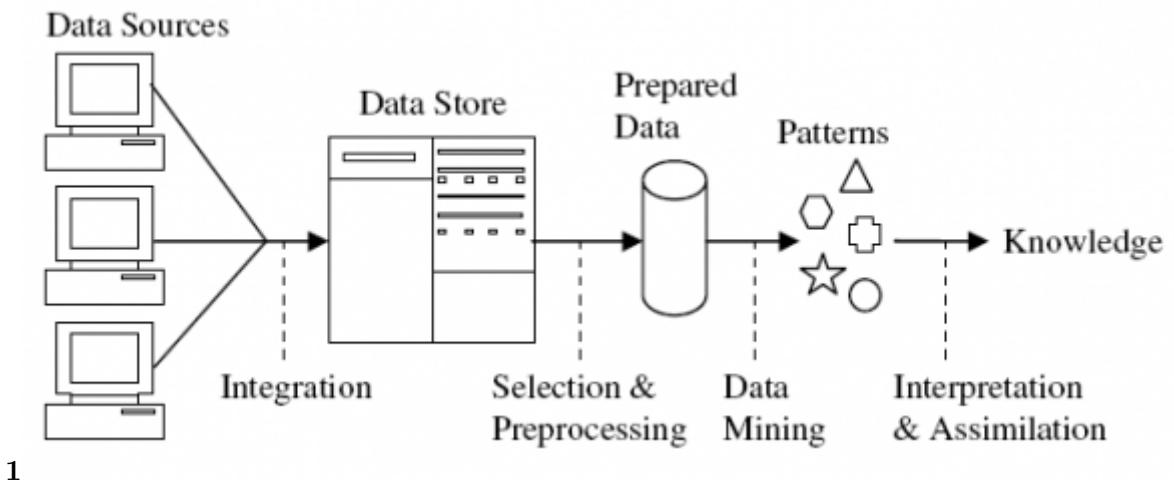 Data Sources
Data Store
Prepared
Data
Patterns
Knowledge
Integration
Selection &
Preprocessing
Data
Mining
Interpretation
& Assimilation
1